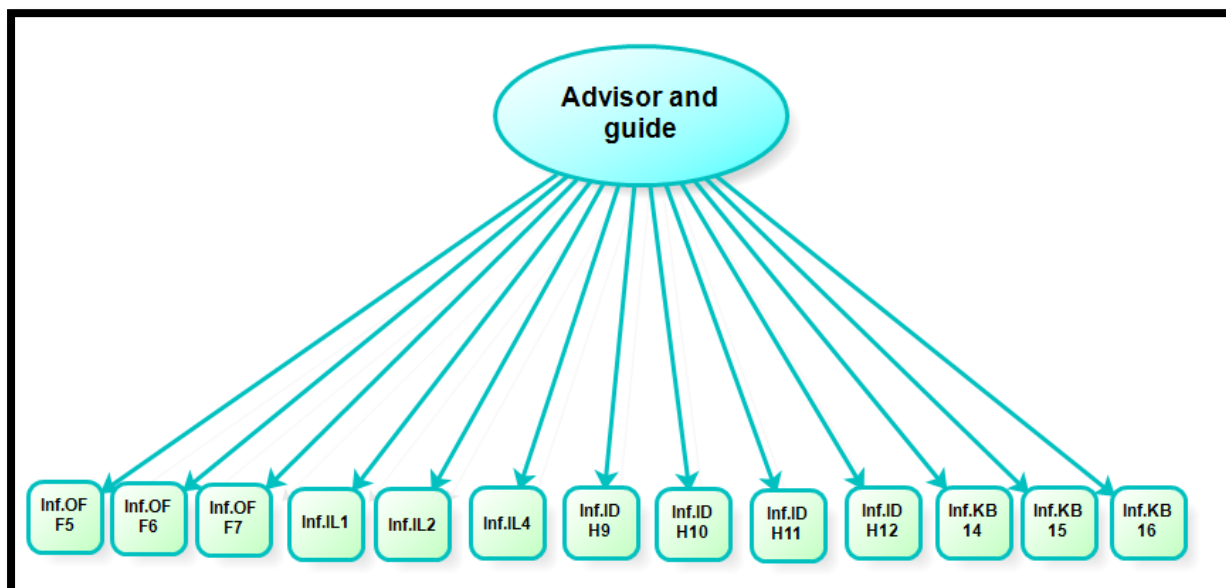 Advisor and
guide
Inf.OF
F5
Inf.OF
F6
Inf.OF
F7
Inf.IL1
Inf.IL2
Inf.IL4
Inf.ID
H9
Inf.ID
H10
Inf.ID
H11
Inf.ID
H12
Inf.KB
14
Inf.KB
15
Inf.KB
16